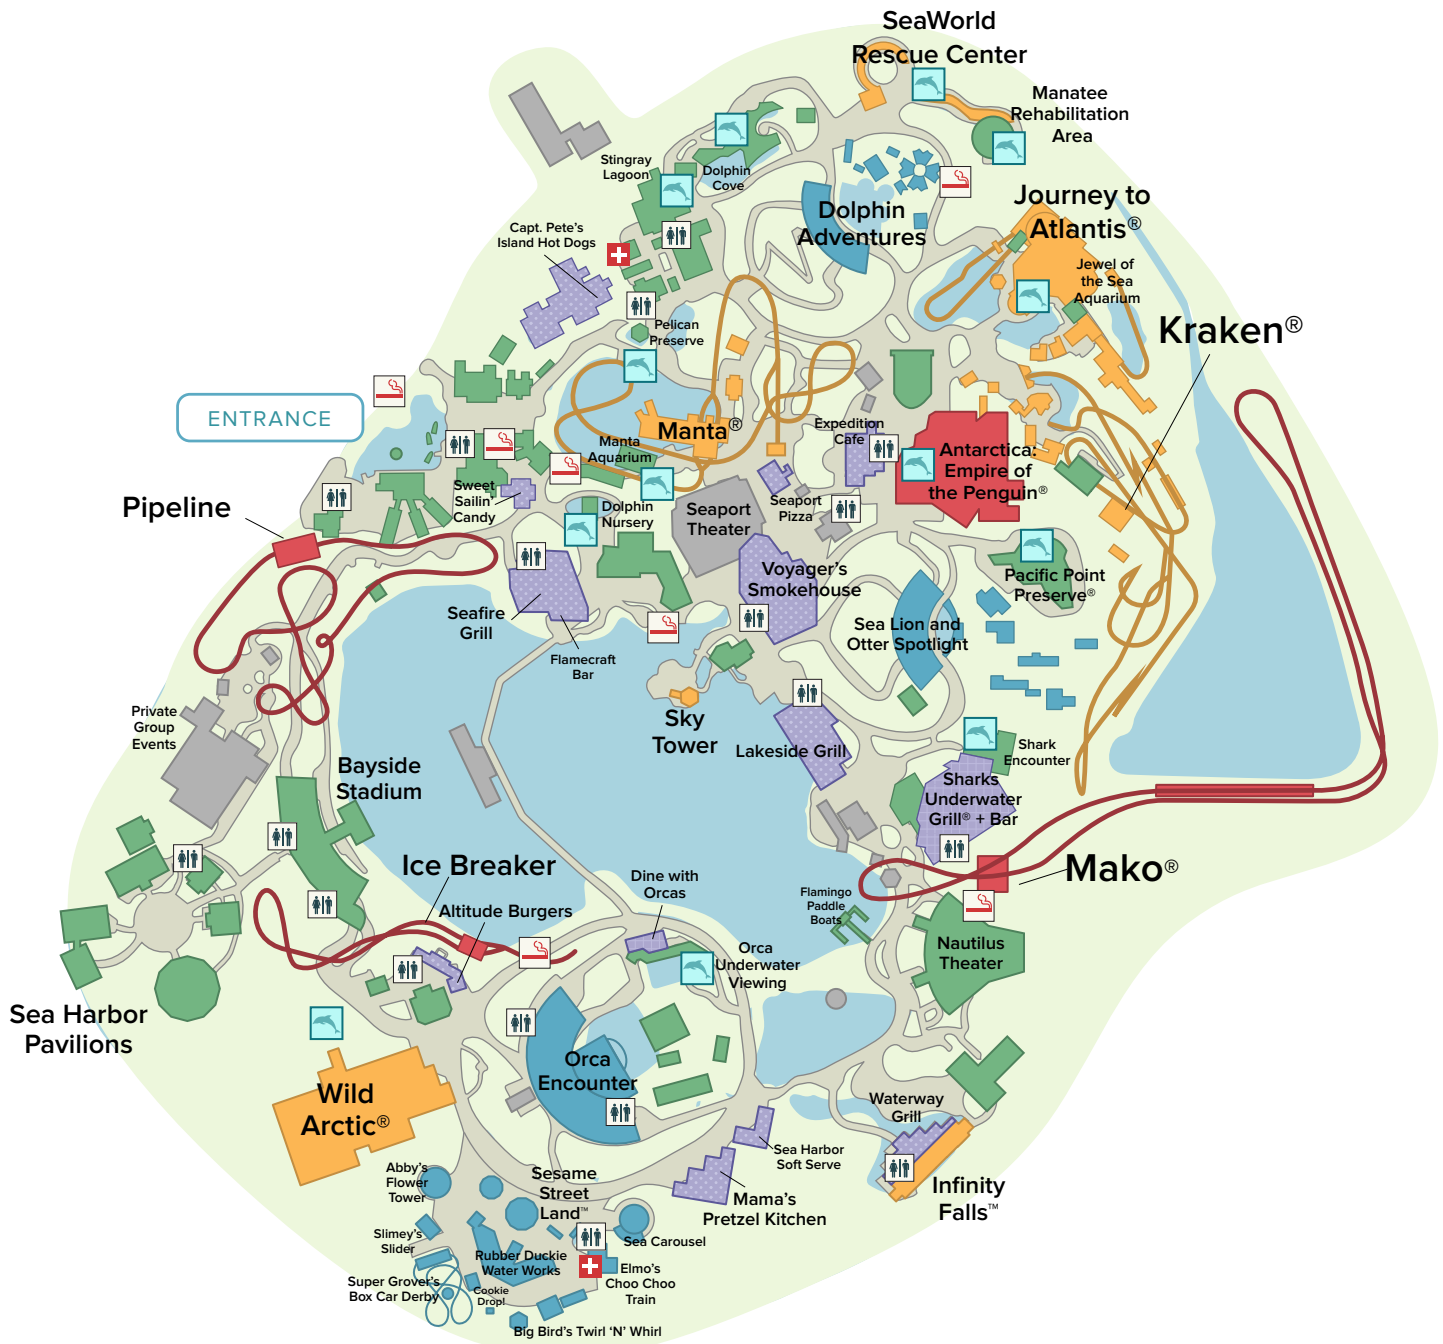 SeaWorld
Rescue Center
Manatee
Rehabilitation
Area
Stingray
Lagoon
Dolphin
Cove
Journey to
Atlantis®
Dolphin
Adventures
Capt. Pete's
Island Hot Dogs
Jewel of
the Sea
Aquarium
Kraken®
Pelican
Preserve
ENTRANCE
Manta®
Manta
Aquarium
Expedition
Cafe
Antarctica:
Empire of
the Penguin®
Sweet
Sailin'
Candy
Pipeline
Dolphin
Nursery
Seaport
Theater
Seaport
Pizza
Voyager's
Smokehouse
Pacific Point
Preserve®
Seafire
Grill
Flamecraft
Bar
Sea Lion and
Otter Spotlight
Private
Group
Events
Sky
Tower
Lakeside Grill
Shark
Encounter
Bayside
Stadium
Sharks
Underwater
Grill® + Bar
Ice Breaker
Mako®
Altitude Burgers
Dine with
Orcas
Flamingo
Paddle
Boats
Orca
Underwater
Viewing
Nautilus
Theater
Sea Harbor
Pavilions
Orca
Encounter
Wild
Arctic®
Waterway
Grill
Sea Harbor
Soft Serve
Mama's
Pretzel Kitchen
Infinity
Falls™
Abby's
Flower
Tower
Sesame
Street
Land™
Slimey's
Slider
Sea Carousel
Rubber Duckie
Water Works
Elmo's
Choo Choo
Train
Super Grover's
Box Car Derby
Cookie
Drop!
Big Bird's Twirl 'N' Whirl